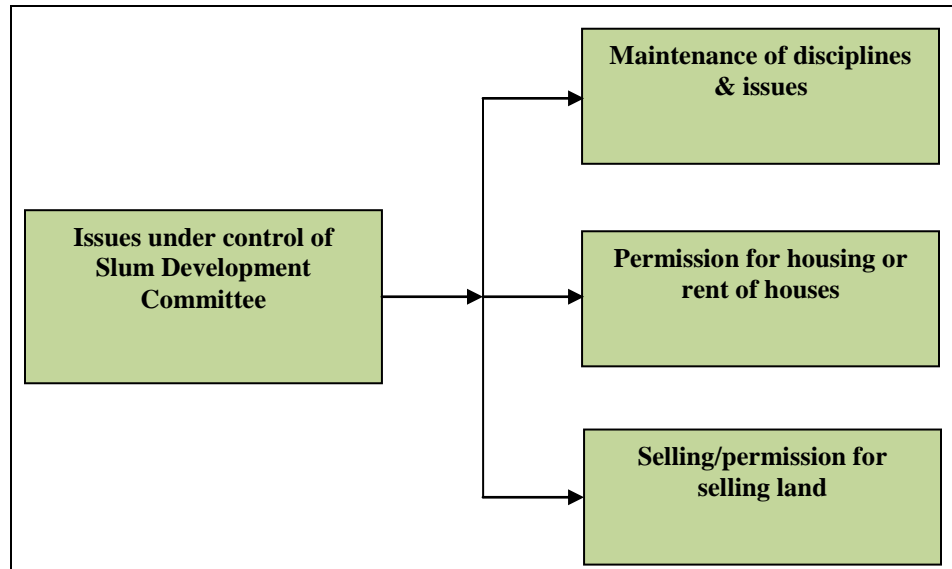 Maintenance of disciplines
& issues
Issues under control of
Slum Development
Committee
Permission for housing or
rent of houses
Selling/permission for
selling land